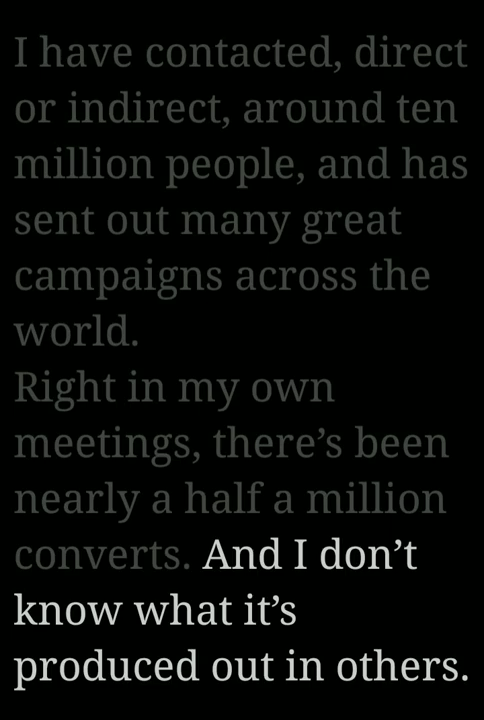 I have contacted, direct
or indirect, around ten
million people, and has
sent out many great
campaigns across the
world.
Right in my own
meetings, there’s been
nearly a half a million
converts. And I don’t
know what it’s
produced out in others.